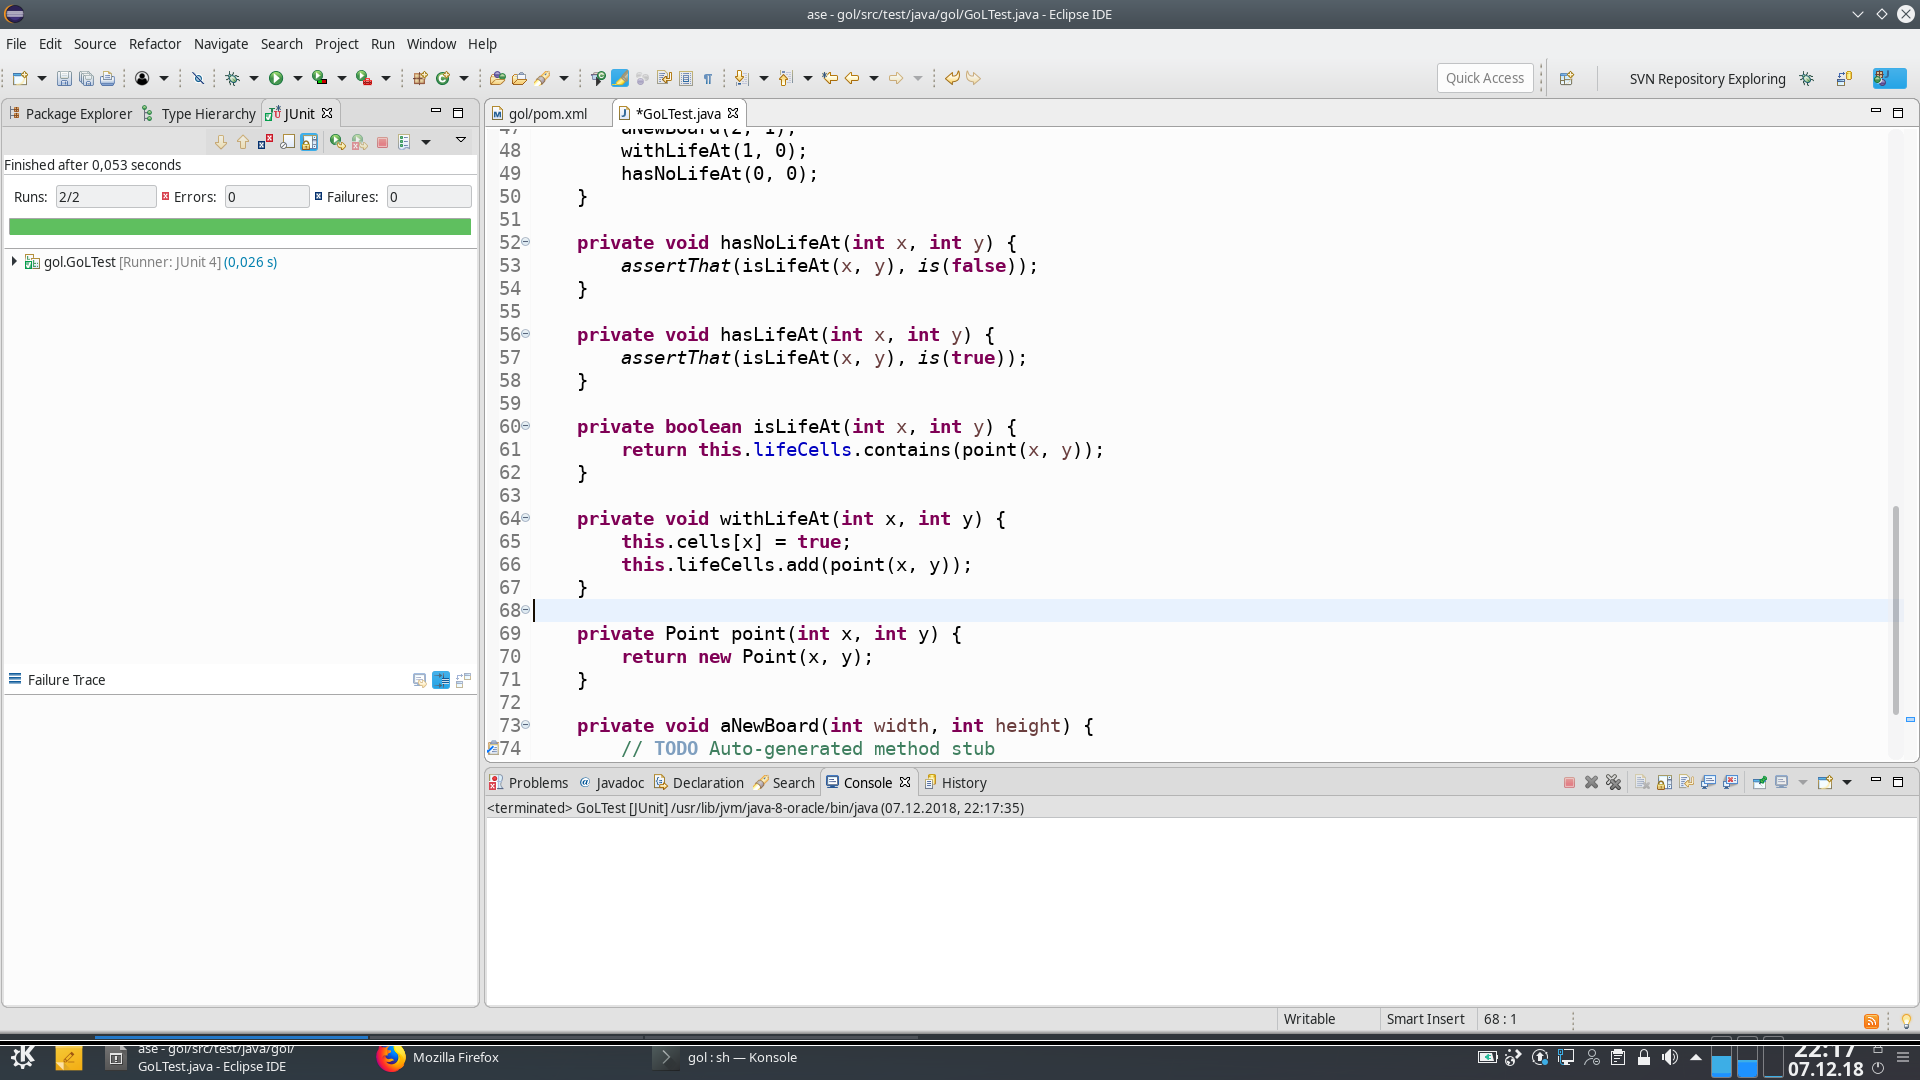 ase - gol/src/test/java/gol/GoLTest.java - Eclipse IDE
File Edit Source Refactor Navigate Search Project Run Window Help
Quick Access
SVN Repository Exploring
Package Explorer Type Hierarchy JUnit
gol/pom.xml *GoLTest.java
Finished after 0,053 seconds
Runs: 2/2 Errors: 0 Failures: 0
gol.GoLTest [Runner: JUnit 4] (0,026 s)
Failure Trace
47 aNewBoard(2, 1);
48 withLifeAt(1, 0);
49 hasNoLifeAt(0, 0);
50 }
51
52 private void hasNoLifeAt(int x, int y) {
53 assertThat(isLifeAt(x, y), is(false));
54 }
55
56 private void hasLifeAt(int x, int y) {
57 assertThat(isLifeAt(x, y), is(true));
58 }
59
60 private boolean isLifeAt(int x, int y) {
61 return this.lifeCells.contains(point(x, y));
62 }
63
64 private void withLifeAt(int x, int y) {
65 this.cells[x] = true;
66 this.lifeCells.add(point(x, y));
67 }
68
69 private Point point(int x, int y) {
70 return new Point(x, y);
71 }
72
73 private void aNewBoard(int width, int height) {
74 // TODO Auto-generated method stub
Problems Javadoc Declaration Search Console History
<terminated> GoLTest [JUnit] /usr/lib/jvm/java-8-oracle/bin/java (07.12.2018, 22:17:35)
Writable Smart Insert 68 : 1
ase - gol/src/test/java/gol/
GoLTest.java - Eclipse IDE
Mozilla Firefox
gol : sh — Konsole
22:17
07.12.18